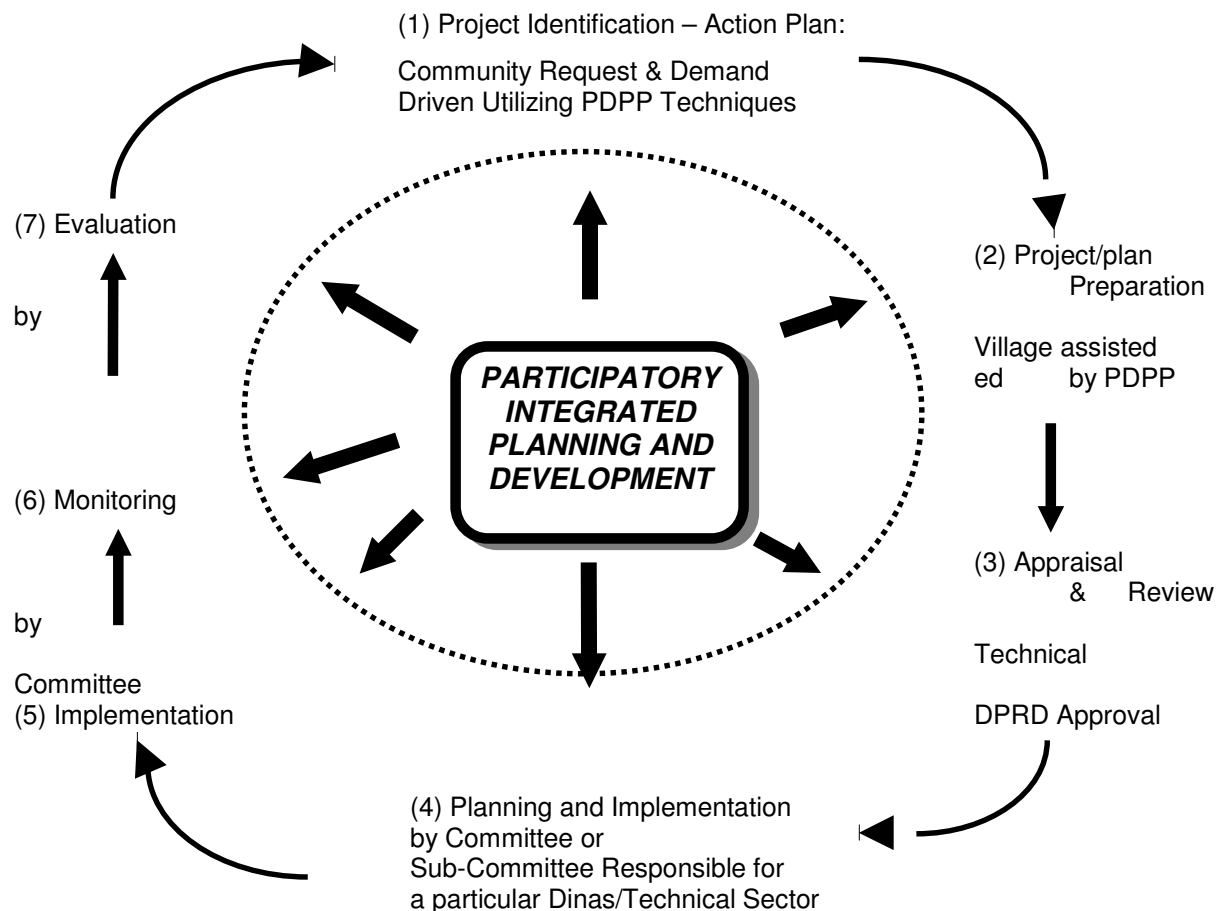 (1) Project Identification – Action Plan:
Community Request & Demand
Driven Utilizing PDPP Techniques
(2) Project/plan
Preparation
Village assisted
ed by PDPP
(3) Appraisal
& Review
Technical
DPRD Approval
(4) Planning and Implementation
by Committee or
Sub-Committee Responsible for
a particular Dinas/Technical Sector
Committee
(5) Implementation
(6) Monitoring
by
(7) Evaluation
by
PARTICIPATORY
INTEGRATED
PLANNING AND
DEVELOPMENT